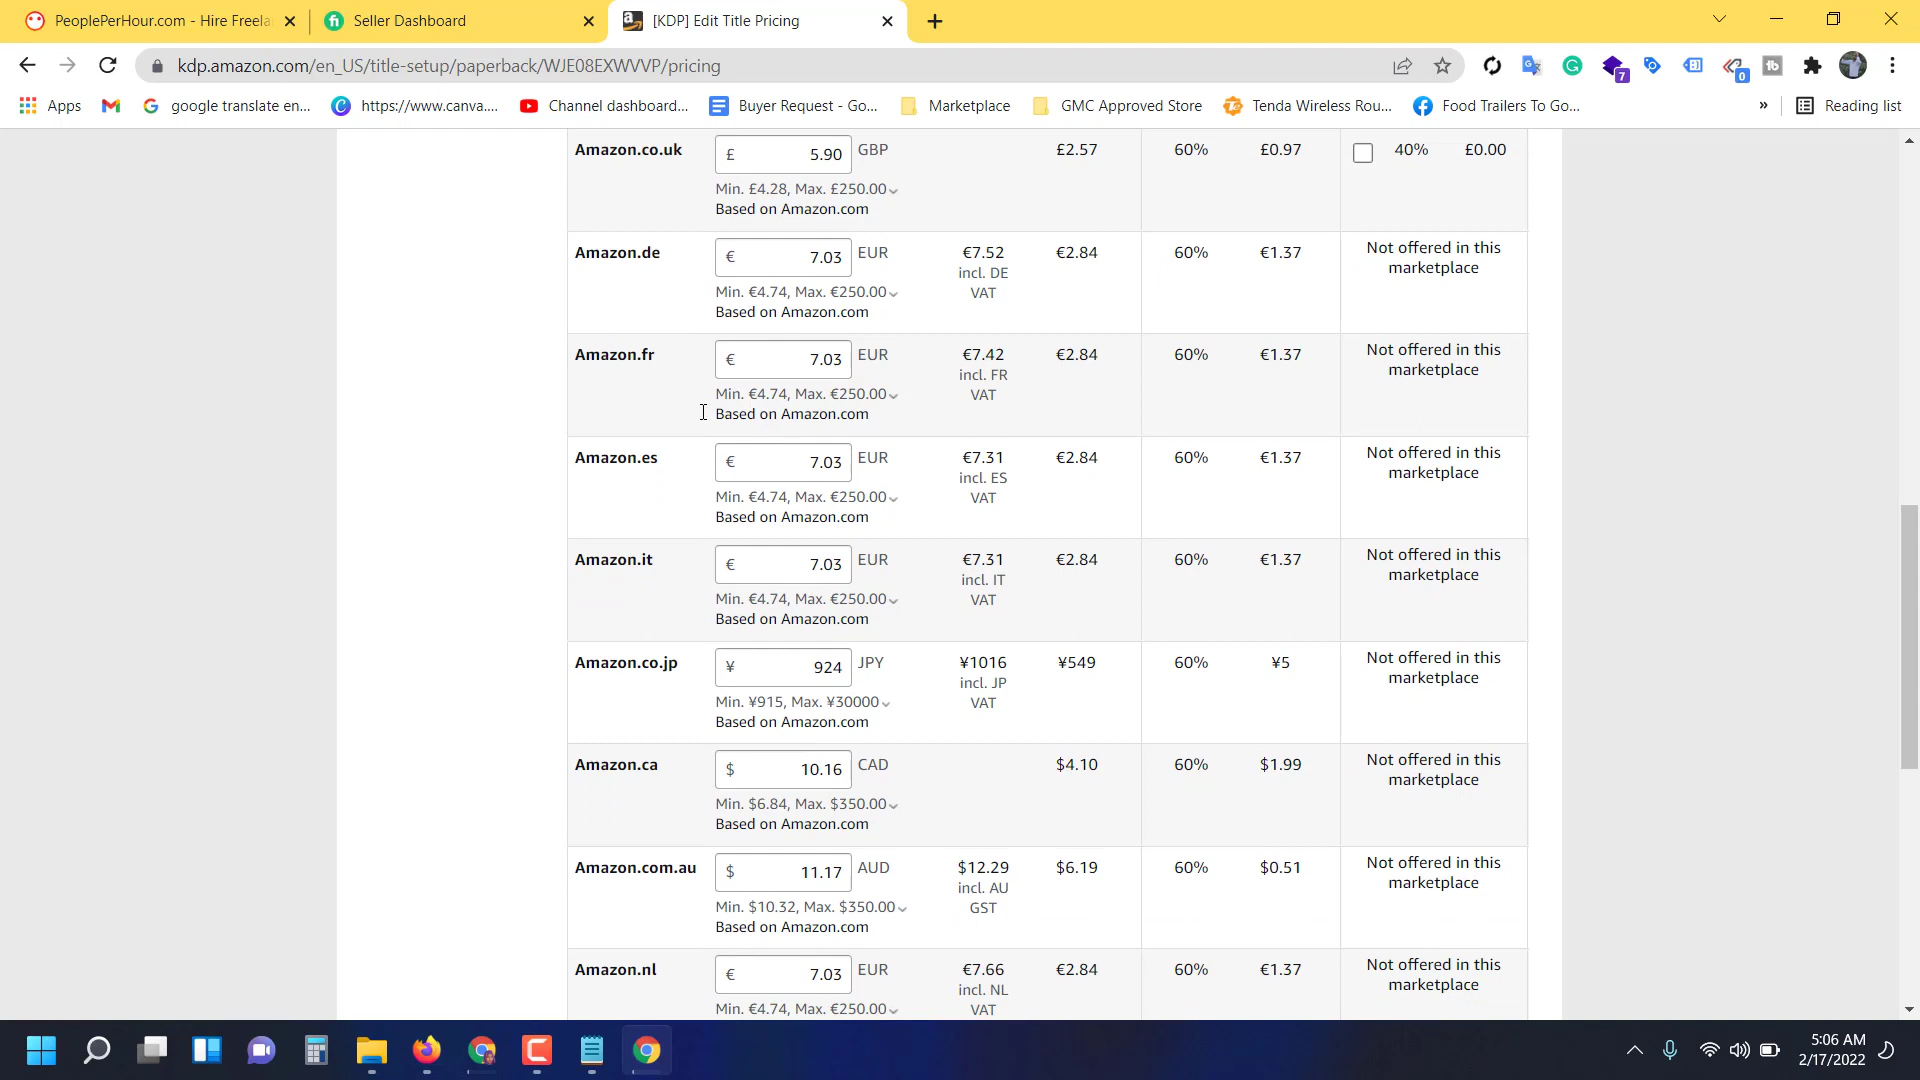 PeoplePerHour.com - Hire Freela
Seller Dashboard
[KDP] Edit Title Pricing
kdp.amazon.com/en_US/title-setup/paperback/WJE08EXWVVP/pricing
7
0
Apps
google translate en...
https://www.canva....
Channel dashboard...
Buyer Request - Go...
Marketplace
GMC Approved Store
Tenda Wireless Rou...
Food Trailers To Go...
»
Reading list
Amazon.co.uk £ 5.90 GBP £2.57 60% £0.97 40% £0.00
Min. £4.28, Max. £250.00
Based on Amazon.com
Amazon.de € 7.03 EUR €7.52 €2.84 60% €1.37 Not offered in this
incl. DE marketplace
Min. €4.74, Max. €250.00 VAT
Based on Amazon.com
Amazon.fr € 7.03 EUR €7.42 €2.84 60% €1.37 Not offered in this
incl. FR marketplace
Min. €4.74, Max. €250.00 VAT
Based on Amazon.com
Amazon.es € 7.03 EUR €7.31 €2.84 60% €1.37 Not offered in this
incl. ES marketplace
Min. €4.74, Max. €250.00 VAT
Based on Amazon.com
Amazon.it € 7.03 EUR €7.31 €2.84 60% €1.37 Not offered in this
incl. IT marketplace
Min. €4.74, Max. €250.00 VAT
Based on Amazon.com
Amazon.co.jp ¥ 924 JPY ¥1016 ¥549 60% ¥5 Not offered in this
incl. JP marketplace
Min. ¥915, Max. ¥30000 VAT
Based on Amazon.com
Amazon.ca $ 10.16 CAD $4.10 60% $1.99 Not offered in this
marketplace
Min. $6.84, Max. $350.00
Based on Amazon.com
Amazon.com.au $ 11.17 AUD $12.29 $6.19 60% $0.51 Not offered in this
incl. AU marketplace
Min. $10.32, Max. $350.00 GST
Based on Amazon.com
Amazon.nl € 7.03 EUR €7.66 €2.84 60% €1.37 Not offered in this
incl. NL marketplace
Min. €4.74, Max. €250.00 VAT
5:06 AM
2/17/2022